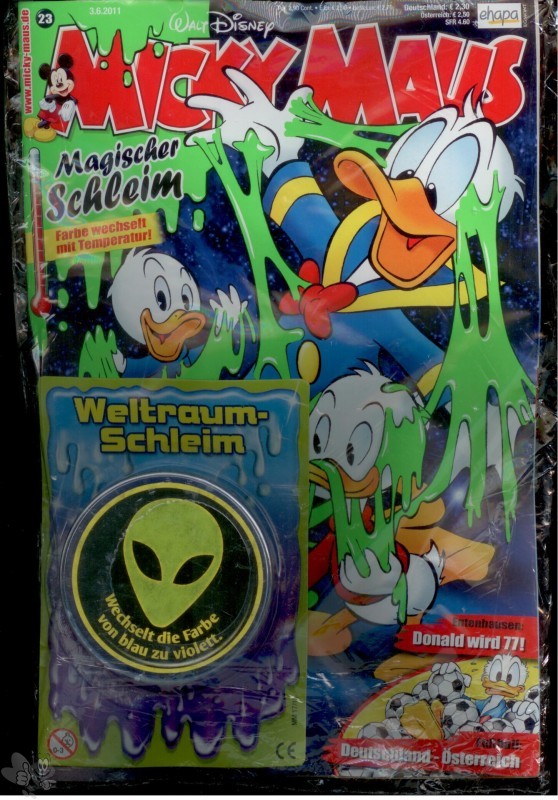 23
3.6.2011
www.micky-maus.de
WALT DISNEY
Deutschland: € 2,30
Österreich: € 2,50
SFR 4.60
ehapa
MICKY MAUS
Magischer
Schleim
Farbe wechselt
mit Temperatur!
Weltraum-
Schleim
Wechselt die Farbe
von blau zu violett.
0-3
CE
Entenhausen:
Donald wird 77!
Fußball:
Deutschland - Österreich